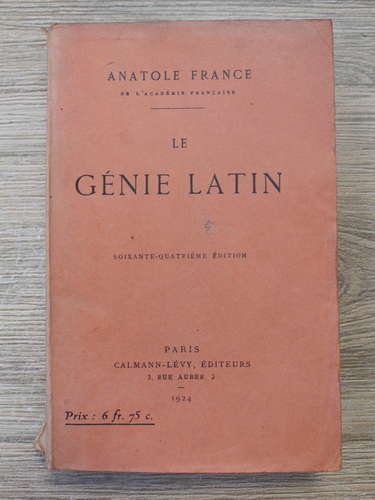 ANATOLE FRANCE
DE L'ACADÉMIE FRANÇAISE
LE
GÉNIE LATIN
SOIXANTE-QUATRIÈME ÉDITION
PARIS
CALMANN-LÉVY, ÉDITEURS
3, RUE AUBER, 3
1924
Prix : 6 fr. 75 c.